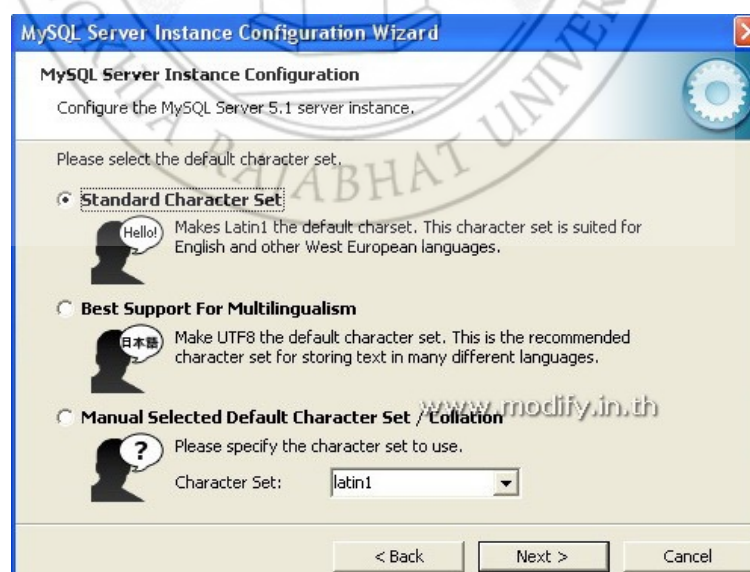 MySQL Server Instance Configuration Wizard
MySQL Server Instance Configuration
Configure the MySQL Server 5.1 server instance.
Please select the default character set.
Standard Character Set
Hello!
Makes Latin1 the default charset. This character set is suited for
English and other West European languages.
Best Support For Multilingualism
日本語
Make UTF8 the default character set. This is the recommended
character set for storing text in many different languages.
www.modify.in.th
Manual Selected Default Character Set / Collation
?
Please specify the character set to use.
Character Set: latin1
< Back Next > Cancel
RAJABHAT UNIVER